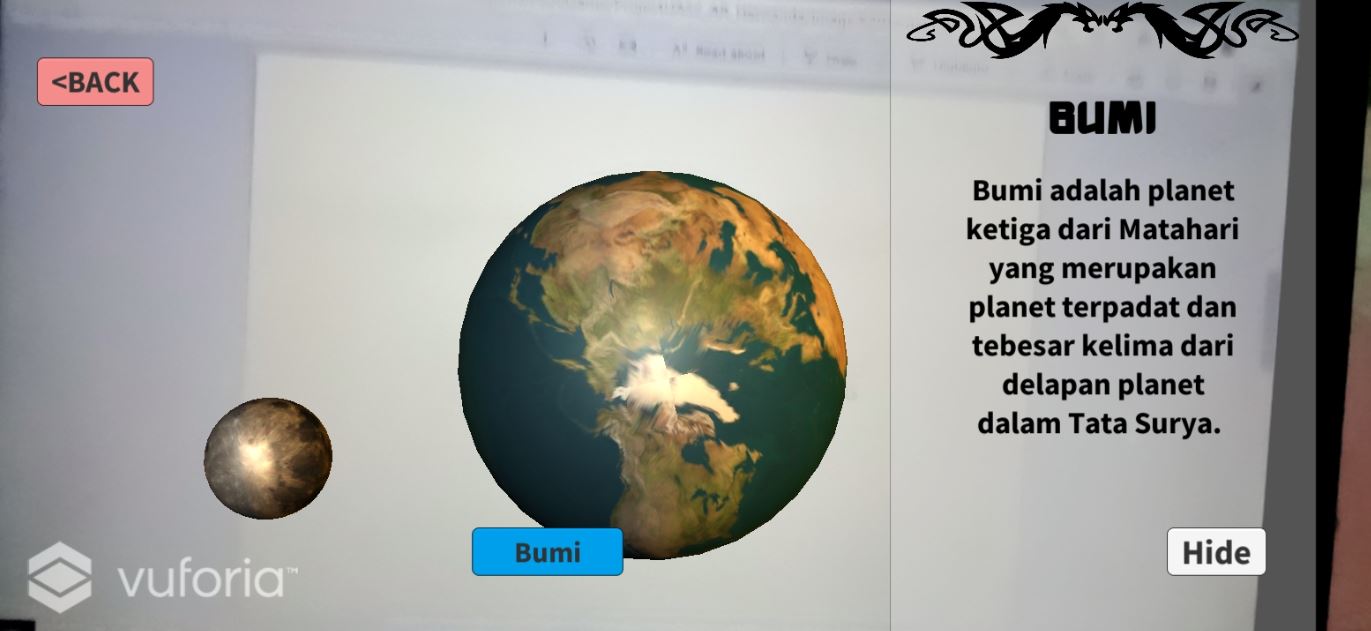 <BACK
BUMI
Bumi adalah planet
ketiga dari Matahari
yang merupakan
planet terpadat dan
tebesar kelima dari
delapan planet
dalam Tata Surya.
Bumi
Hide
vuforia™